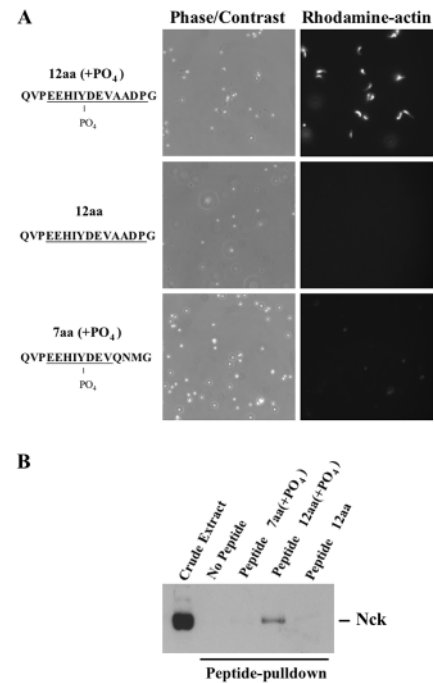 A
Phase/Contrast Rhodamine-actin
12aa (+PO4)
QVPEEHIYDEVAADPG
PO4
12aa
QVPEEHIYDEVAADPG
7aa (+PO4)
QVPEEHIYDEVQNMG
PO4
B
Crude Extract
No Peptide
Peptide 7aa(+PO4)
Peptide 12aa(+PO4)
Peptide 12aa
– Nck
Peptide-pulldown